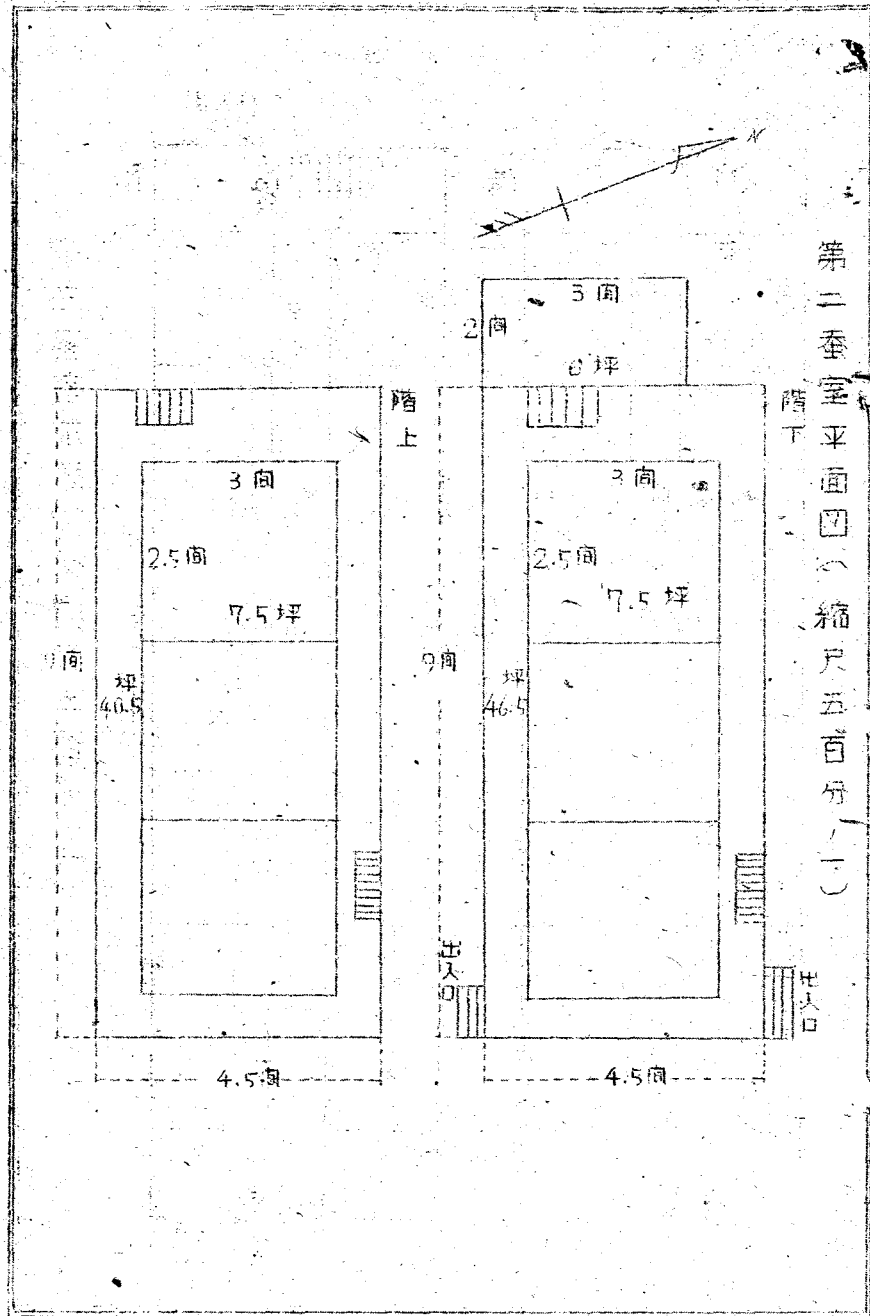 第二蚕室平面図(縮尺五百分ノ一)
N
階下
3間
2間
6坪
3間
2.5間
7.5坪
9間
坪
46.5
出入口
出入口
4.5間
階上
3間
2.5間
7.5坪
9間
坪
40.5
4.5間